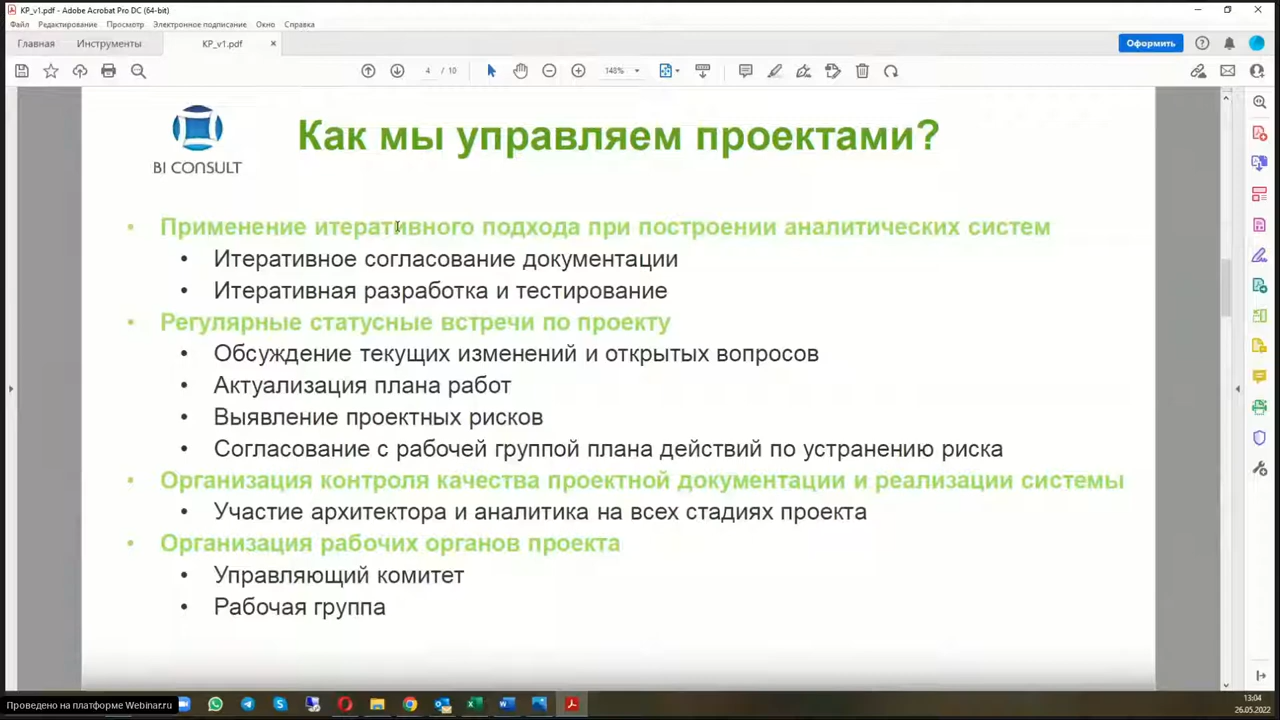 KP_v1.pdf - Adobe Acrobat Pro DC (64-bit)
Файл Редактирование Просмотр Электронное подписание Окно Справка
Главная Инструменты KP_v1.pdf × Оформить
4 / 10 148%
BI CONSULT
Как мы управляем проектами?
• Применение итеративного подхода при построении аналитических систем
• Итеративное согласование документации
• Итеративная разработка и тестирование
• Регулярные статусные встречи по проекту
• Обсуждение текущих изменений и открытых вопросов
• Актуализация плана работ
• Выявление проектных рисков
• Согласование с рабочей группой плана действий по устранению риска
• Организация контроля качества проектной документации и реализации системы
• Участие архитектора и аналитика на всех стадиях проекта
• Организация рабочих органов проекта
• Управляющий комитет
• Рабочая группа
Проведено на платформе Webinar.ru
13:04
26.05.2022